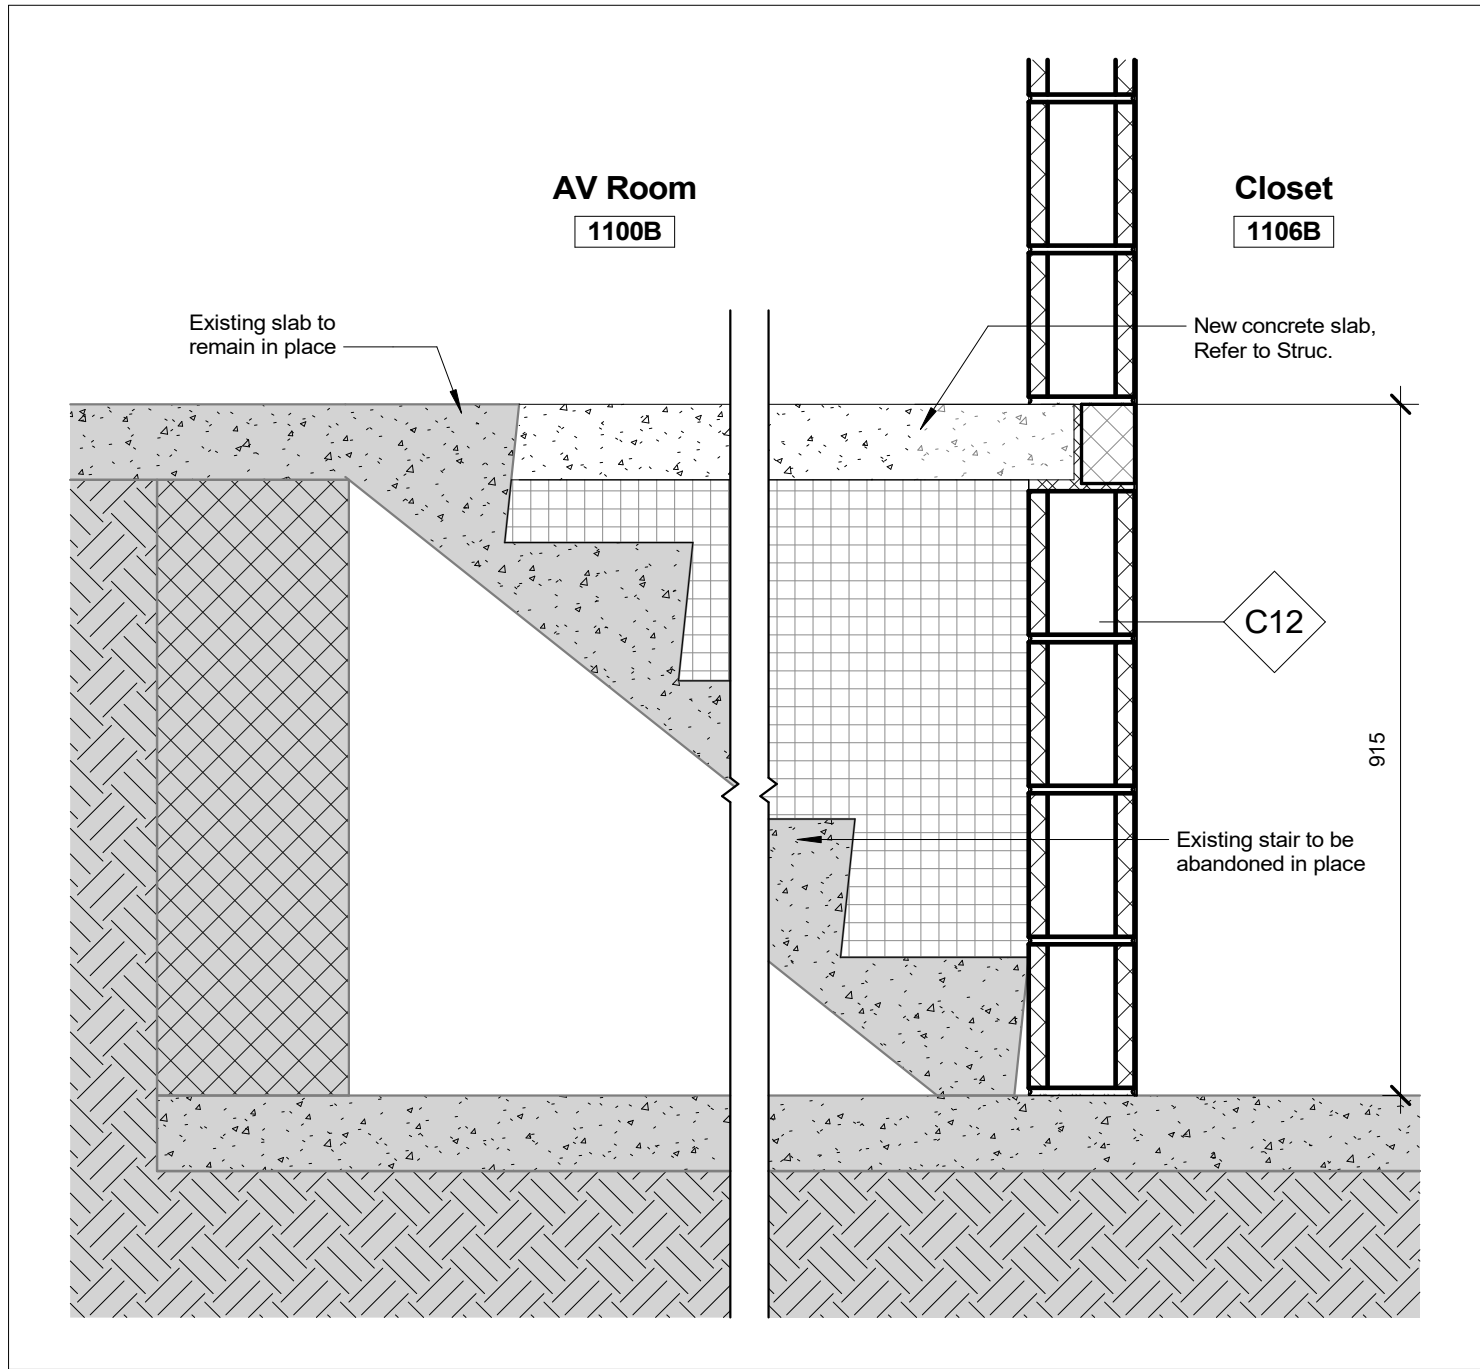 AV Room
1100B
Closet
1106B
Existing slab to
remain in place
New concrete slab,
Refer to Struc.
C12
915
Existing stair to be
abandoned in place